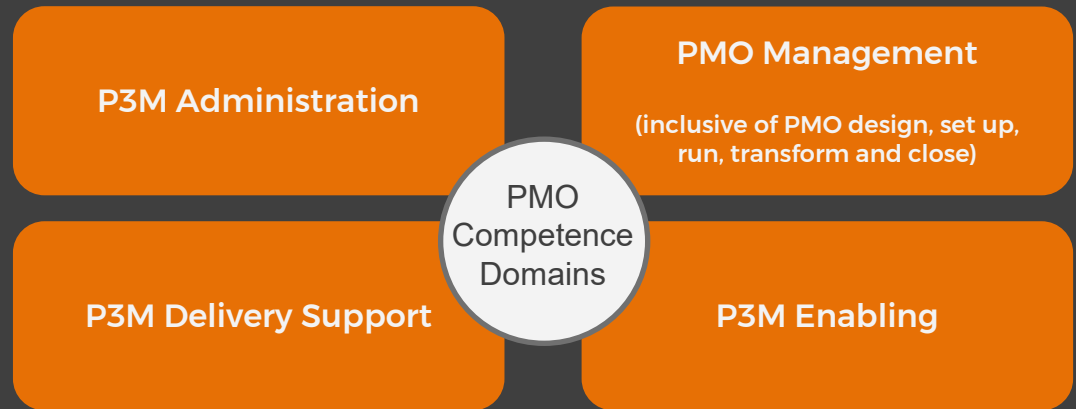 P3M Administration
PMO Management
(inclusive of PMO design, set up,
run, transform and close)
PMO
Competence
Domains
P3M Delivery Support
P3M Enabling